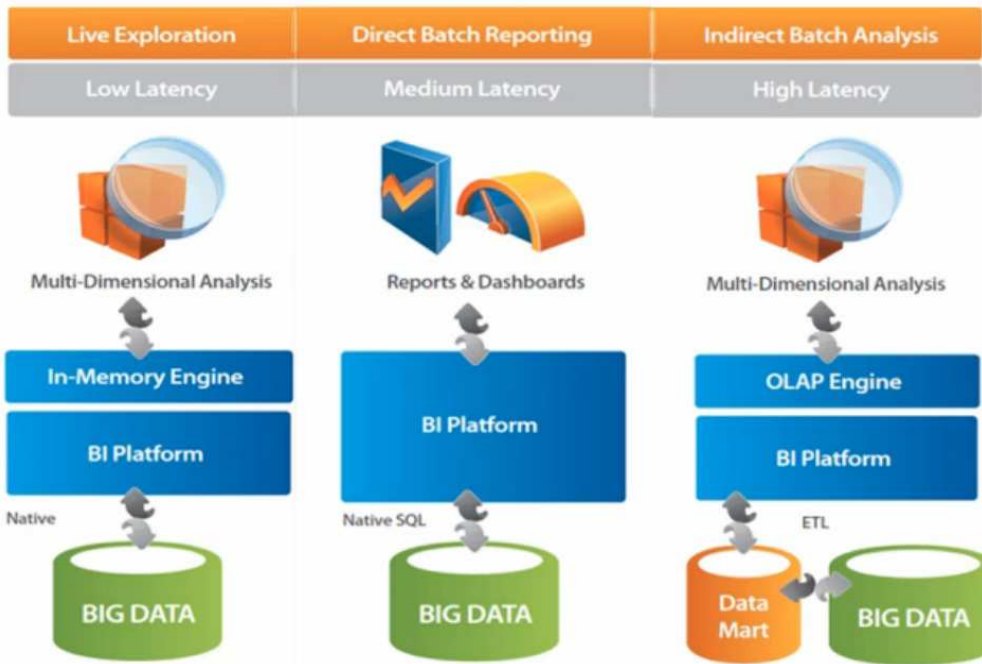 Live Exploration
Direct Batch Reporting
Indirect Batch Analysis
Low Latency
Medium Latency
High Latency
Multi-Dimensional Analysis
Reports & Dashboards
Multi-Dimensional Analysis
In-Memory Engine
BI Platform
BI Platform
OLAP Engine
BI Platform
Native
Native SQL
ETL
BIG DATA
BIG DATA
Data
Mart
BIG DATA